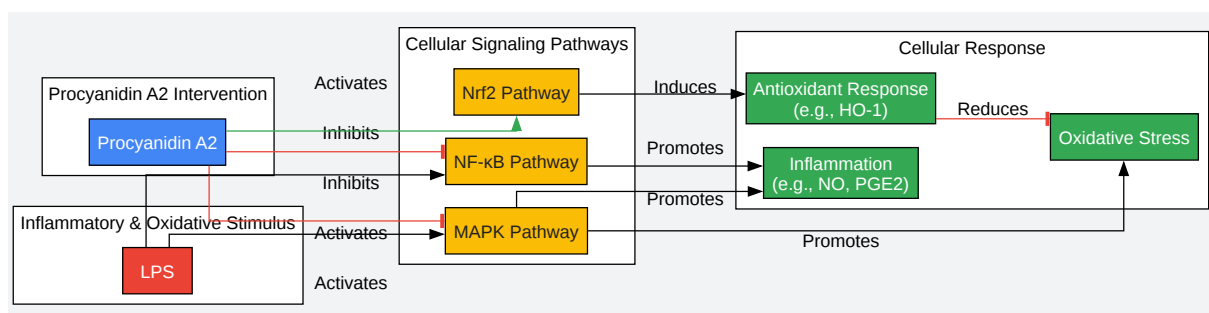 Cellular Signaling Pathways
Cellular Response
Procyanidin A2 Intervention
Activates
Nrf2 Pathway
Induces
Antioxidant Response
(e.g., HO-1)
Reduces
Oxidative Stress
Procyanidin A2
Inhibits
NF-κB Pathway
Promotes
Inflammation
(e.g., NO, PGE2)
Inhibits
Promotes
Inflammatory & Oxidative Stimulus
Activates
MAPK Pathway
Promotes
LPS
Activates